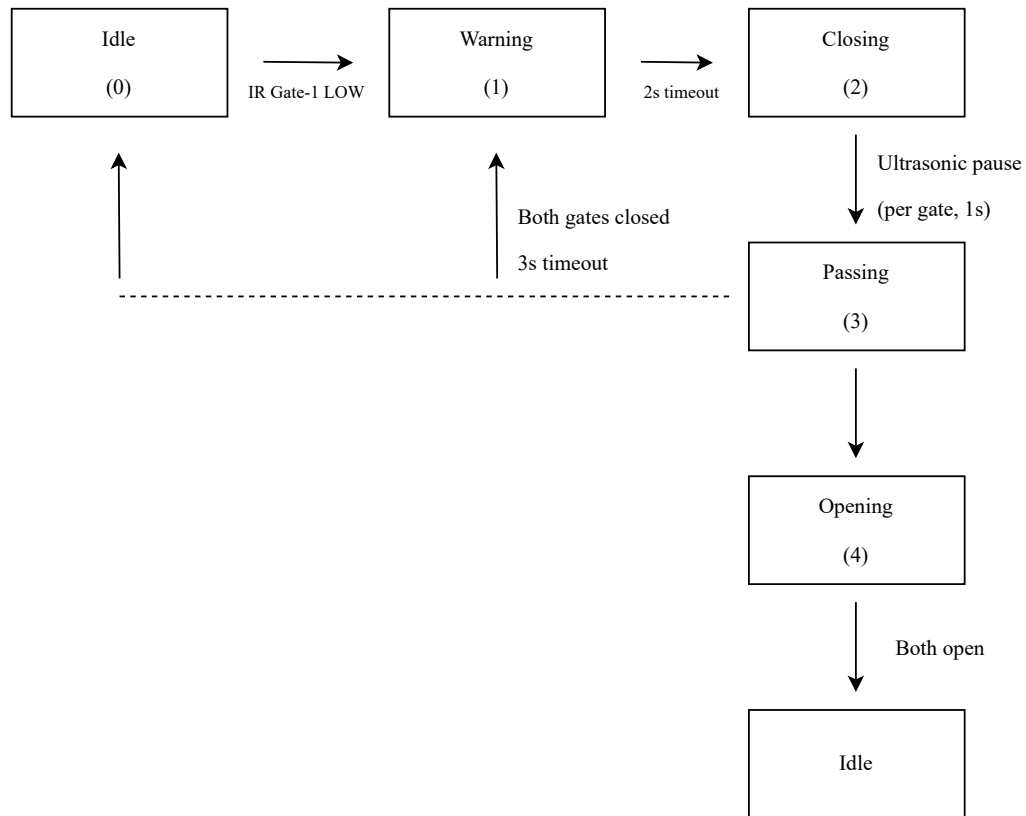 Idle
(0)
IR Gate-1 LOW
Warning
(1)
2s timeout
Closing
(2)
Ultrasonic pause
(per gate, 1s)
Both gates closed
3s timeout
Passing
(3)
Opening
(4)
Both open
Idle